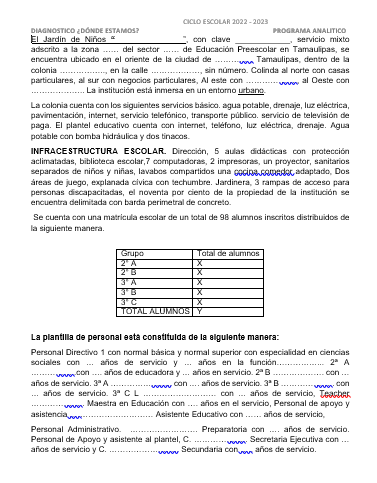 CICLO ESCOLAR 2022 - 2023
DIAGNOSTICO ¿DÓNDE ESTAMOS? PROGRAMA ANALITICO
El Jardín de Niños “ ______________”, con clave ____________, servicio mixto
adscrito a la zona …… del sector …… de Educación Preescolar en Tamaulipas, se
encuentra ubicado en el oriente de la ciudad de ………… Tamaulipas, dentro de la
colonia ……………, en la calle …………………, sin número. Colinda al norte con casas
particulares, al sur con negocios particulares, Al este con ……………… al Oeste con
………………. La institución está inmersa en un entorno urbano.
La colonia cuenta con los siguientes servicios básico. agua potable, drenaje, luz eléctrica,
pavimentación, internet, servicio telefónico, transporte público. servicio de televisión de
paga. El plantel educativo cuenta con internet, teléfono, luz eléctrica, drenaje. Agua
potable con bomba hidráulica y dos tinacos.
INFRACESTRUCTURA ESCOLAR. Dirección, 5 aulas didácticas con protección
aclimatadas, biblioteca escolar,7 computadoras, 2 impresoras, un proyector, sanitarios
separados de niños y niñas, lavabos compartidos una cocina comedor adaptado, Dos
áreas de juego, explanada cívica con techumbre. Jardinera, 3 rampas de acceso para
personas discapacitadas, el noventa por ciento de la propiedad de la institución se
encuentra delimitada con barda perimetral de concreto.
Se cuenta con una matrícula escolar de un total de 98 alumnos inscritos distribuidos de
la siguiente manera.
Grupo Total de alumnos
2° A X
2° B X
3° A X
3° B X
3° C X
TOTAL ALUMNOS Y
La plantilla de personal está constituida de la siguiente manera:
Personal Directivo 1 con normal básica y normal superior con especialidad en ciencias
sociales con … años de servicio y … años en la función……………… 2ª A
…………… con …. años de educadora y … años en servicio. 2ª B ………………… con …
años de servicio. 3ª A ………………… con …. años de servicio. 3ª B ………………… con
… años de servicio. 3ª C L ……………………… con … años de servicio, Teacher
………………. Maestra en Educación con …. años en el servicio, Personal de apoyo y
asistencia………………………. Asistente Educativo con …… años de servicio,
Personal Administrativo. ………………… Preparatoria con …. años de servicio.
Personal de Apoyo y asistente al plantel, C. ………………. Secretaria Ejecutiva con …
años de servicio y C. ………………… Secundaria con … años de servicio.